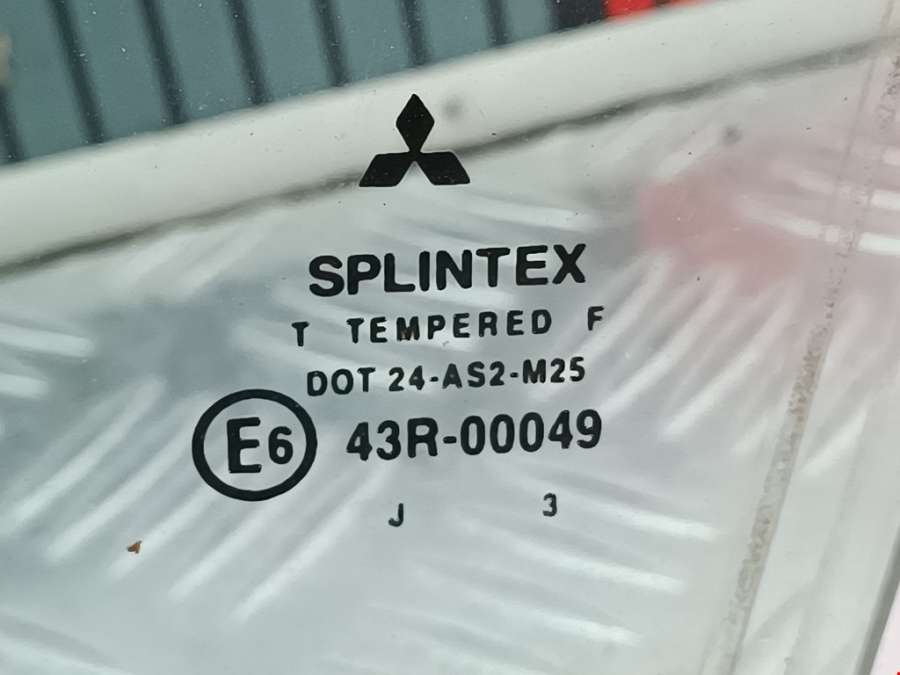 SPLINTEX
T TEMPERED F
DOT 24-AS2-M25
E6 43R-00049
J 3